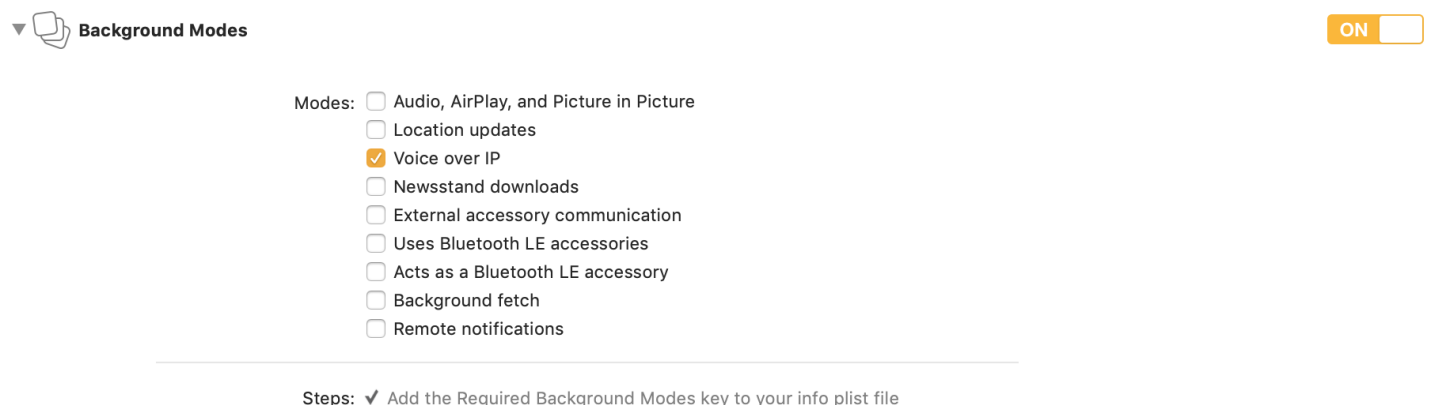 Background Modes
ON
Modes: Audio, AirPlay, and Picture in Picture
Location updates
Voice over IP
Newsstand downloads
External accessory communication
Uses Bluetooth LE accessories
Acts as a Bluetooth LE accessory
Background fetch
Remote notifications
Steps: ✓ Add the Required Background Modes key to your info plist file